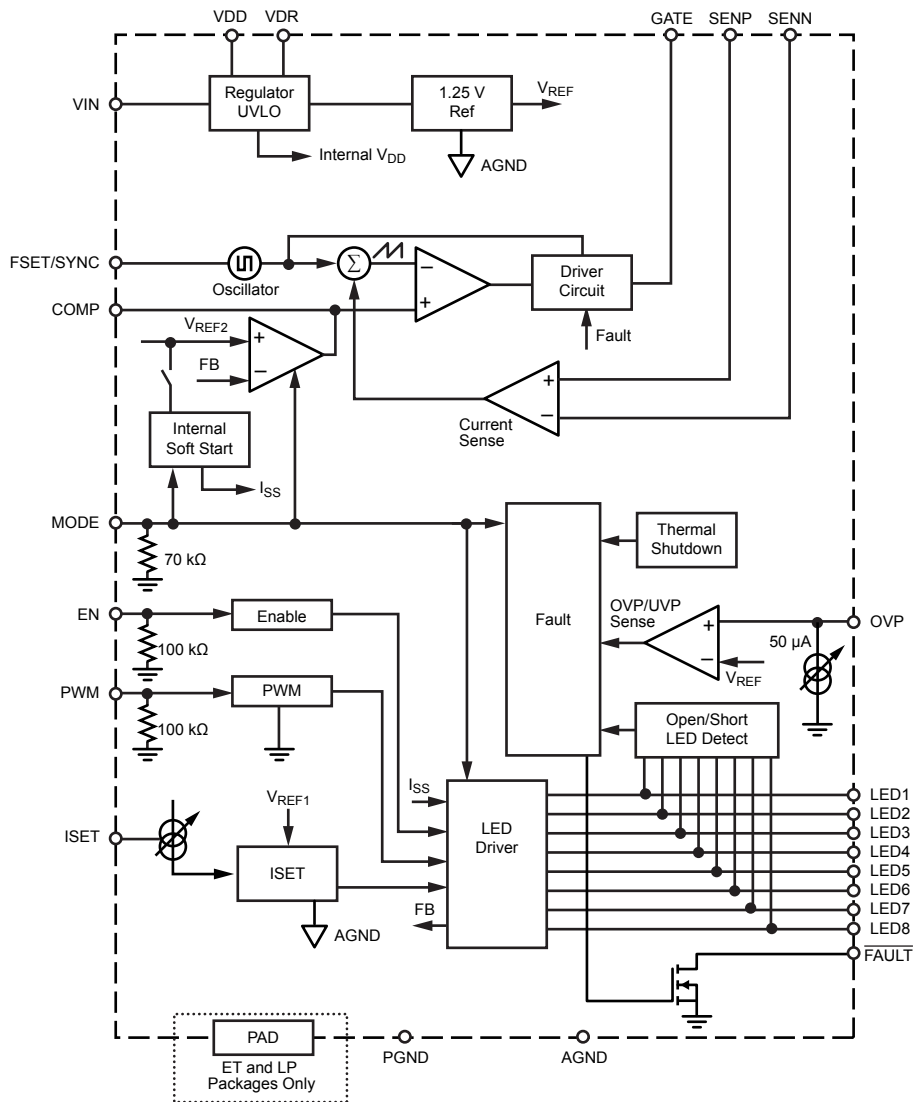 VDD
VDR
GATE
SENP
SENN
VIN
Regulator
UVLO
1.25 V
Ref
VREF
Internal VDD
AGND
FSET/SYNC
Oscillator
Σ
−
+
Driver
Circuit
COMP
Fault
VREF2
+
FB
−
+
−
Current
Sense
Internal
Soft Start
ISS
MODE
70 kΩ
Thermal
Shutdown
EN
Enable
100 kΩ
Fault
OVP/UVP
Sense
+
−
VREF
50 µA
OVP
PWM
PWM
100 kΩ
Open/Short
LED Detect
ISS
LED
Driver
VREF1
ISET
ISET
FB
AGND
LED1
LED2
LED3
LED4
LED5
LED6
LED7
LED8
FAULT
PAD
ET and LP
Packages Only
PGND
AGND